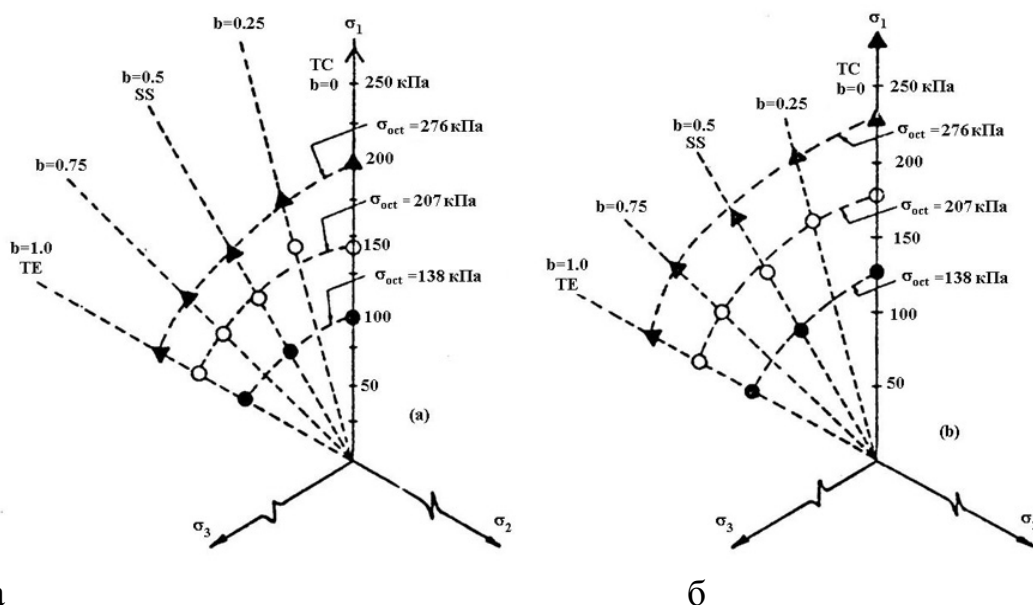 σ1
b=0.25
TC
b=0
250 кПа
b=0.5
SS
σoct =276 кПа
200
b=0.75
σoct = 207 кПа
150
b=1.0
TE
σoct =138 кПа
100
50
(a)
σ3
σ2
а
σ1
TC
b=0
250 кПа
b=0.25
b=0.5
SS
σoct =276 кПа
200
b=0.75
σoct = 207 кПа
150
b=1.0
TE
σoct =138 кПа
100
50
(b)
σ3
б